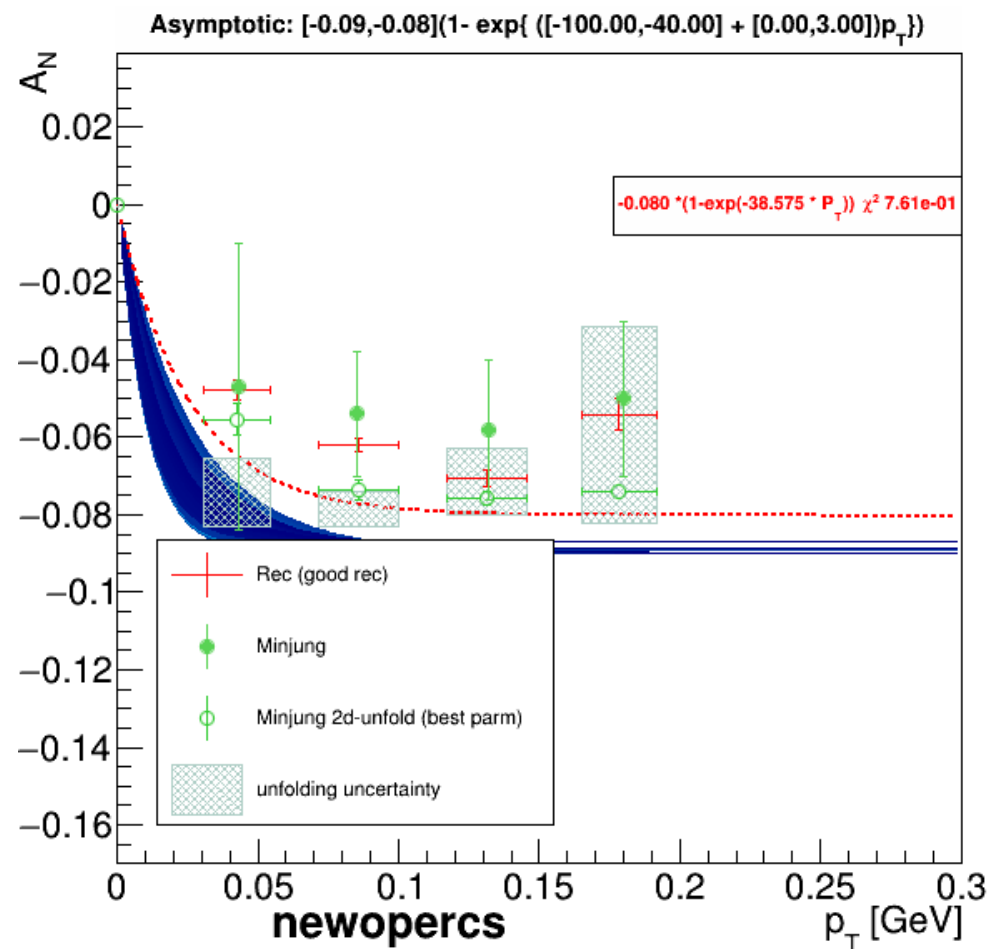 Asymptotic: [-0.09,-0.08](1- exp{ ([-100.00,-40.00] + [0.00,3.00])p_T})
A_N
0.02
0
−0.02
−0.04
−0.06
−0.08
−0.1
−0.12
−0.14
−0.16
-0.080 *(1-exp(-38.575 * P_T)) χ² 7.61e-01
Rec (good rec)
Minjung
Minjung 2d-unfold (best parm)
unfolding uncertainty
0 0.05 0.1 0.15 0.2 0.25 0.3
newopercs
p_T [GeV]